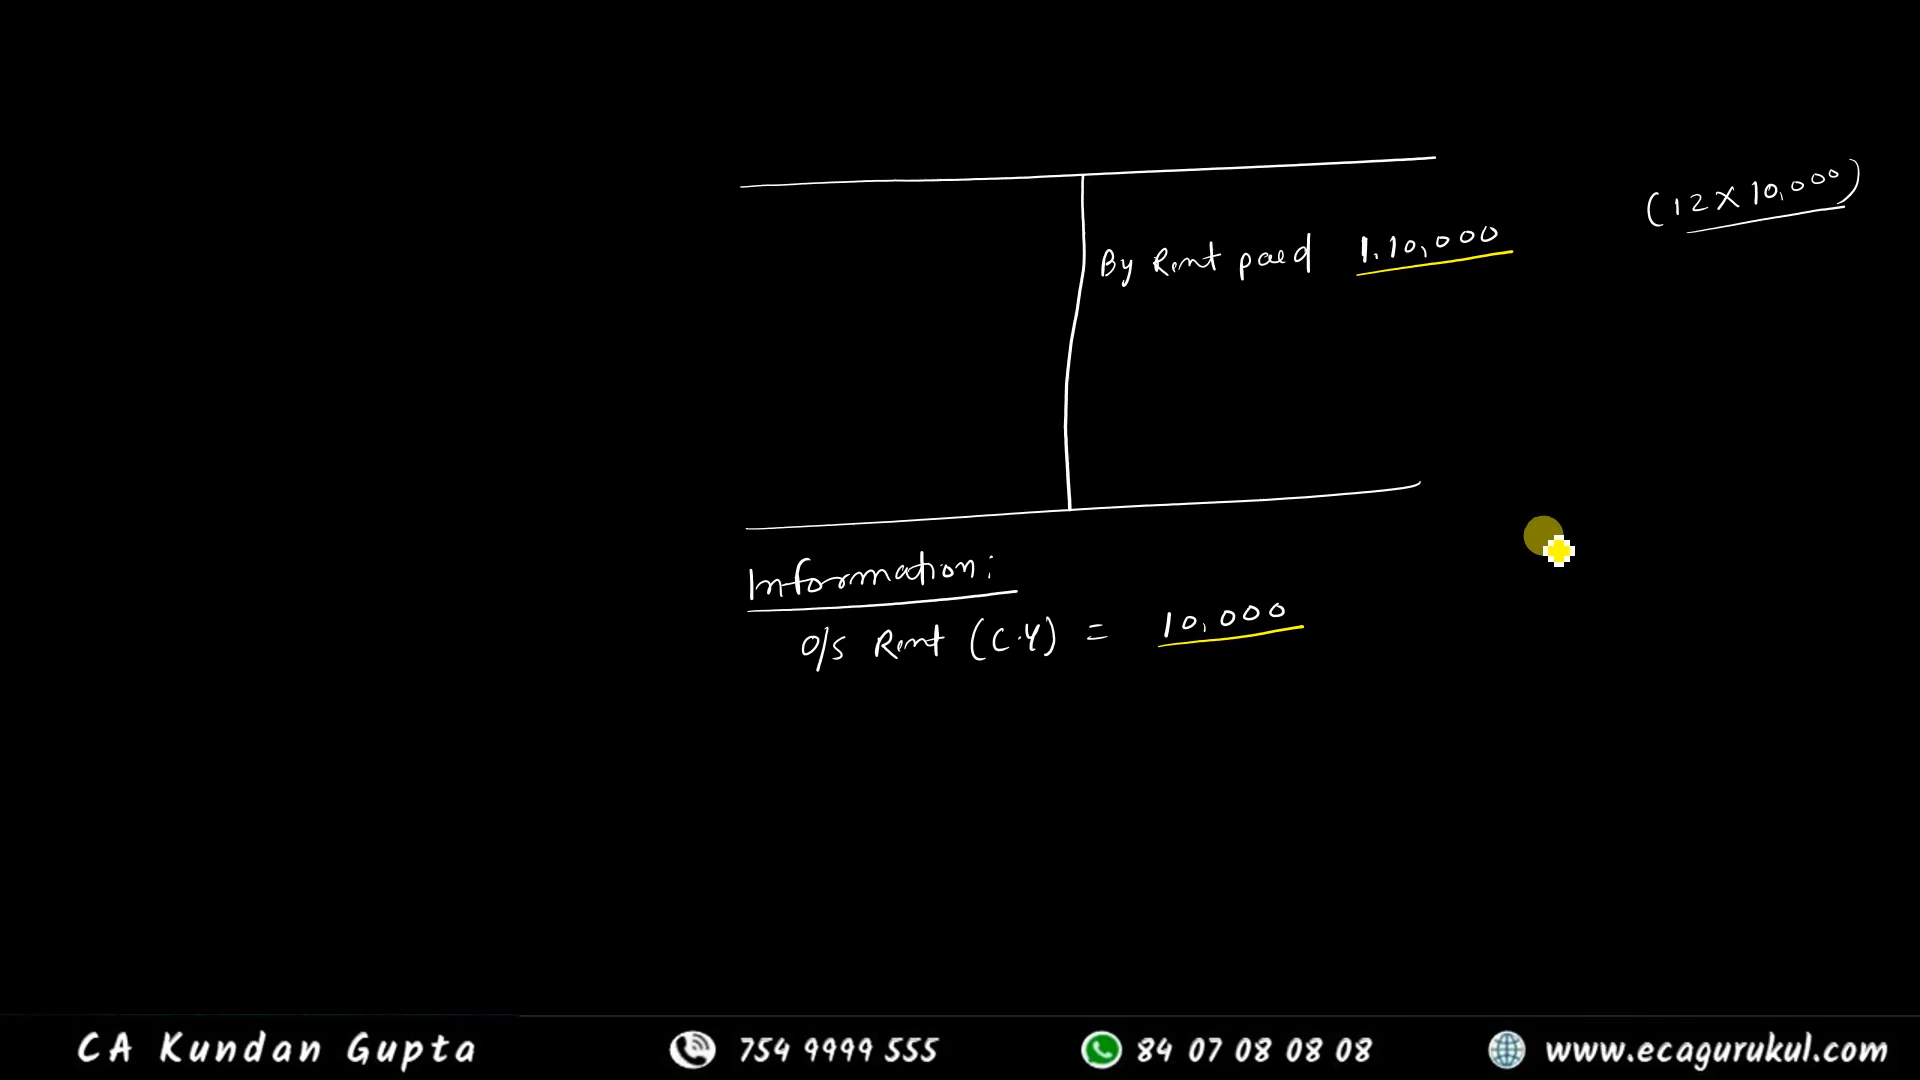 (12 X 10,000)
By Rent paid 1,10,000
Information:
O/S Rent (C.Y) = 10,000
CA Kundan Gupta 754 9999 555 84 07 08 08 08 www.ecagurukul.com